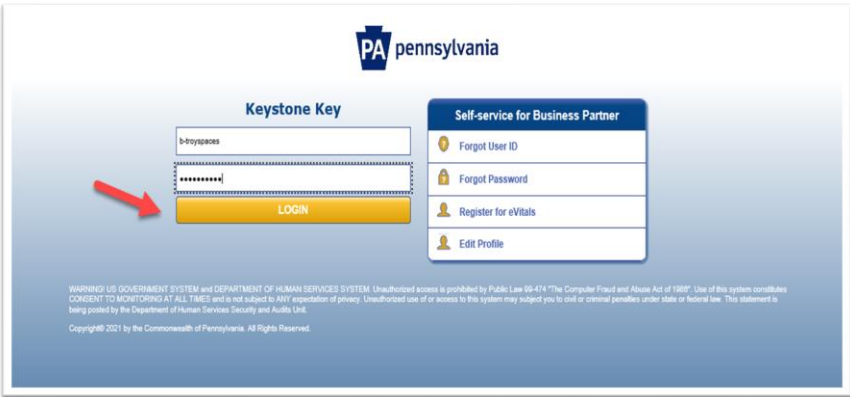 PA pennsylvania
Keystone Key
b-troyspaces
••••••••••
LOGIN
Self-service for Business Partner
Forgot User ID
Forgot Password
Register for eVitals
Edit Profile
WARNING! US GOVERNMENT SYSTEM and DEPARTMENT OF HUMAN SERVICES SYSTEM. Unauthorized access is prohibited by Public Law 99-474 "The Computer Fraud and Abuse Act of 1986". Use of this system constitutes
CONSENT TO MONITORING AT ALL TIMES and is not subject to ANY expectation of privacy. Unauthorized use of or access to this system may subject you to civil or criminal penalties under state or federal law. This statement is
being posted by the Department of Human Services Security and Audits Unit.
Copyright© 2021 by the Commonwealth of Pennsylvania. All Rights Reserved.